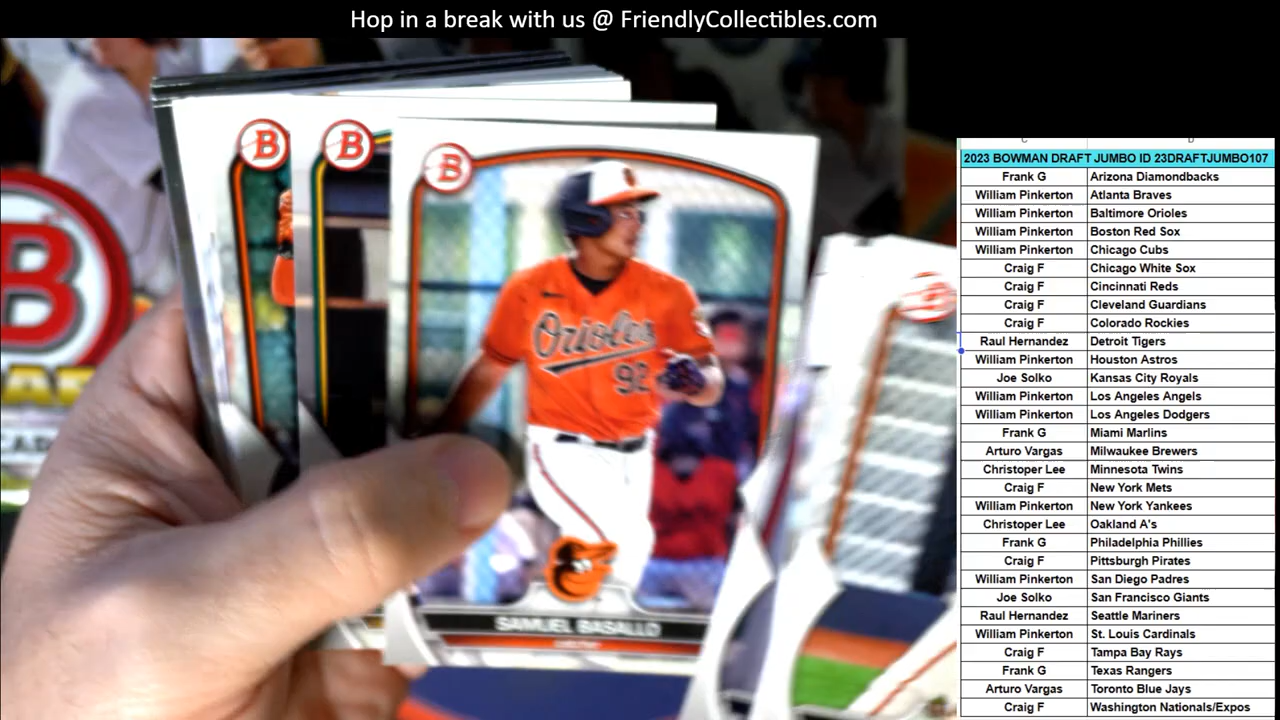 Hop in a break with us @ FriendlyCollectibles.com
B
B
B
B
Orioles
92
SAMUEL BASALLO
C
D
2023 BOWMAN DRAFT JUMBO ID 23DRAFTJUMBO107
Frank G Arizona Diamondbacks
William Pinkerton Atlanta Braves
William Pinkerton Baltimore Orioles
William Pinkerton Boston Red Sox
William Pinkerton Chicago Cubs
Craig F Chicago White Sox
Craig F Cincinnati Reds
Craig F Cleveland Guardians
Craig F Colorado Rockies
Raul Hernandez Detroit Tigers
William Pinkerton Houston Astros
Joe Solko Kansas City Royals
William Pinkerton Los Angeles Angels
William Pinkerton Los Angeles Dodgers
Frank G Miami Marlins
Arturo Vargas Milwaukee Brewers
Christoper Lee Minnesota Twins
Craig F New York Mets
William Pinkerton New York Yankees
Christoper Lee Oakland A's
Frank G Philadelphia Phillies
Craig F Pittsburgh Pirates
William Pinkerton San Diego Padres
Joe Solko San Francisco Giants
Raul Hernandez Seattle Mariners
William Pinkerton St. Louis Cardinals
Craig F Tampa Bay Rays
Frank G Texas Rangers
Arturo Vargas Toronto Blue Jays
Craig F Washington Nationals/Expos